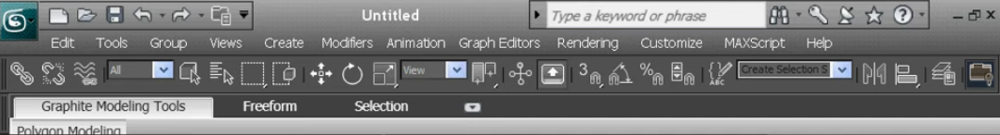 Untitled
Type a keyword or phrase
Edit Tools Group Views Create Modifiers Animation Graph Editors Rendering Customize MAXScript Help
All View 3 % ABC Create Selection S
Graphite Modeling Tools Freeform Selection
Polygon Modeling